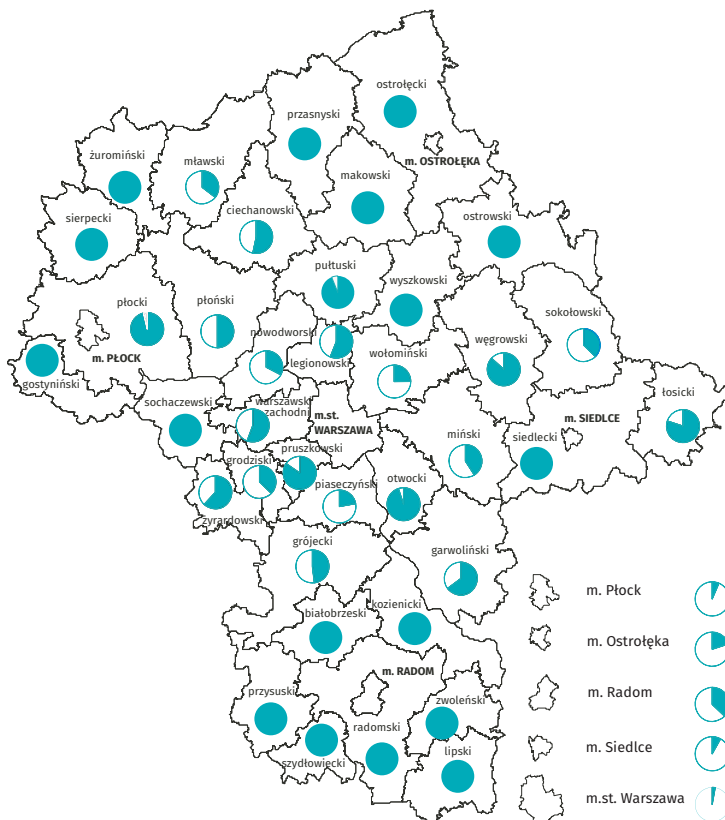 ostrołęcki
przasnyski
żuromiński
mławski
m. OSTROŁĘKA
makowski
ciechanowski
sierpecki
ostrowski
pułtuski
wyszkowski
płocki
płoński
sokołowski
nowodworski
węgrowski
m. PŁOCK
legionowski
wołomiński
gostyniński
sochaczewski
warszawski
zachodni
m.st.
WARSZAWA
m. SIEDLCE
łosicki
miński
siedlecki
pruszkowski
grodziski
piaseczyński
otwocki
żyrardowski
grójecki
garwoliński
m. Płock
białobrzeski
kozienicki
m. Ostrołęka
m. RADOM
m. Radom
przysuski
zwoleński
radomski
m. Siedlce
lipski
szydłowiecki
m.st. Warszawa